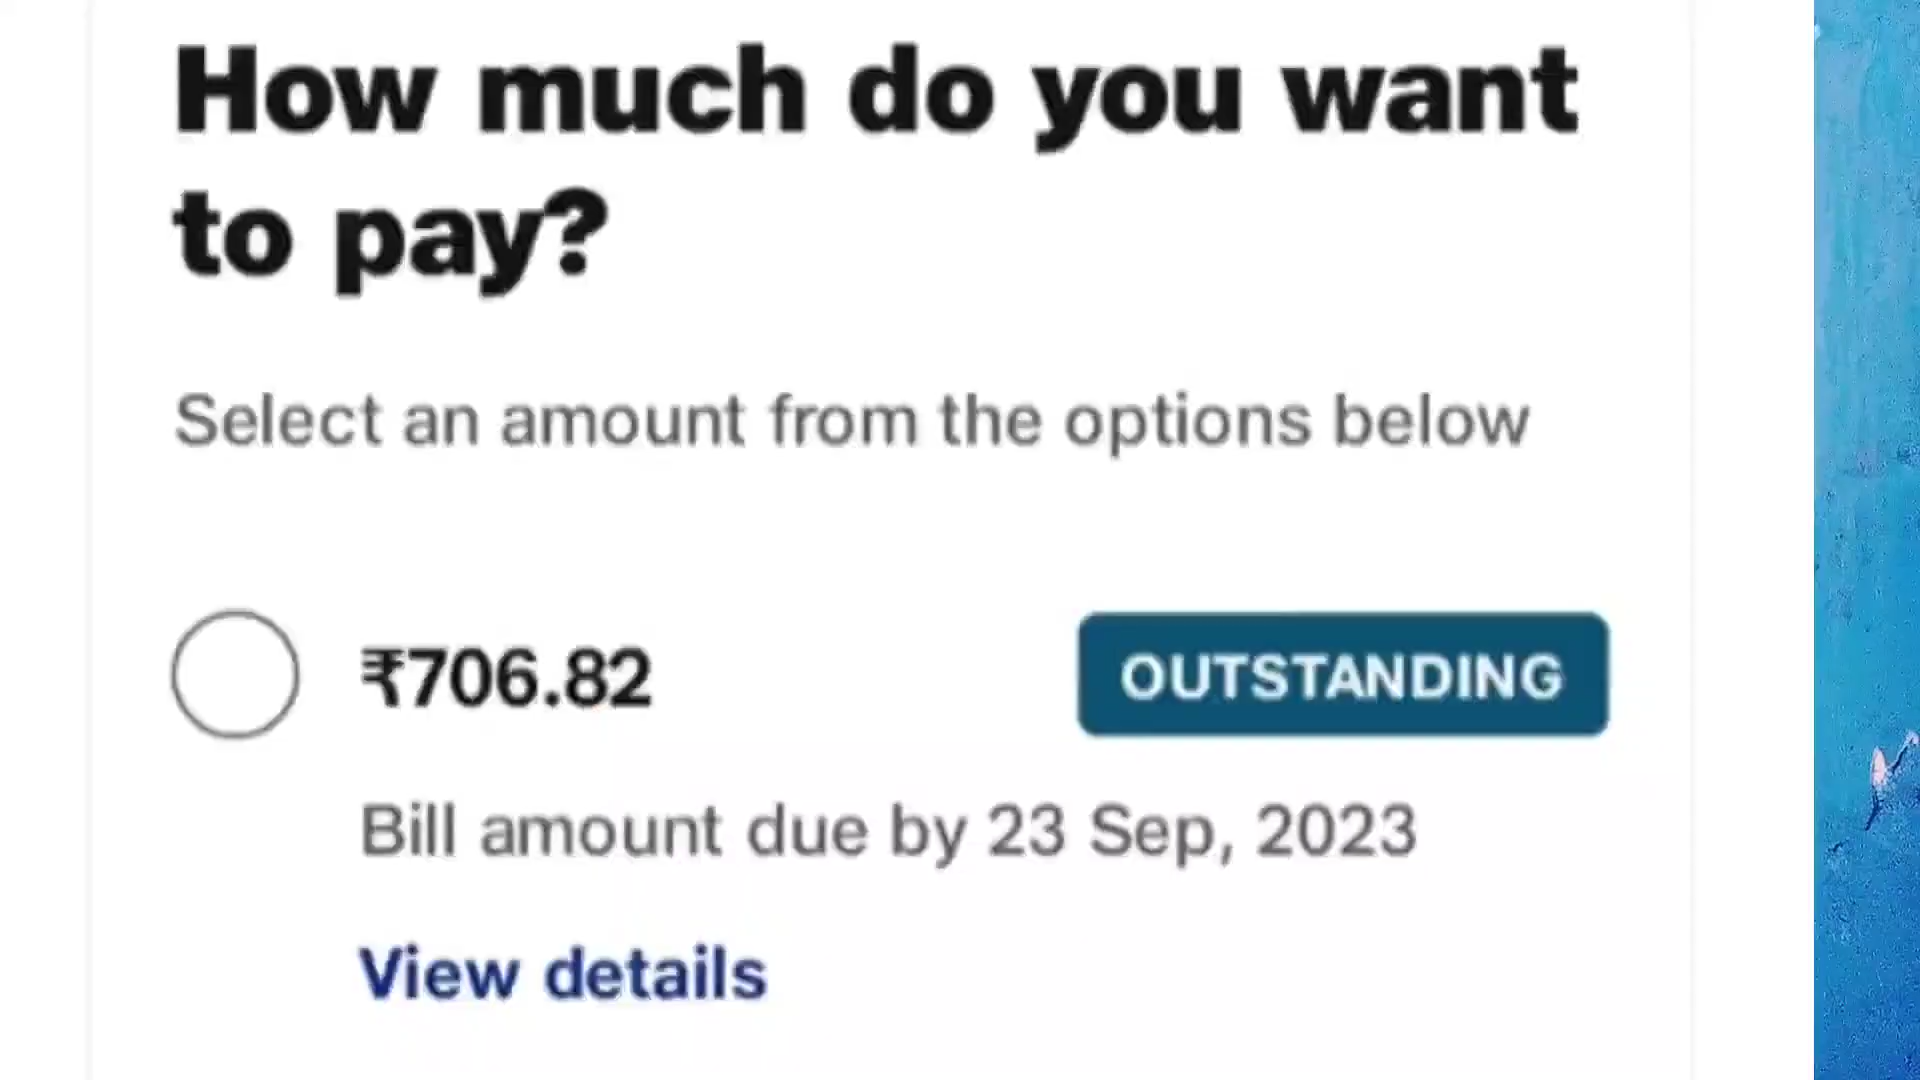 How much do you want
to pay?
Select an amount from the options below
₹706.82
OUTSTANDING
Bill amount due by 23 Sep, 2023
View details